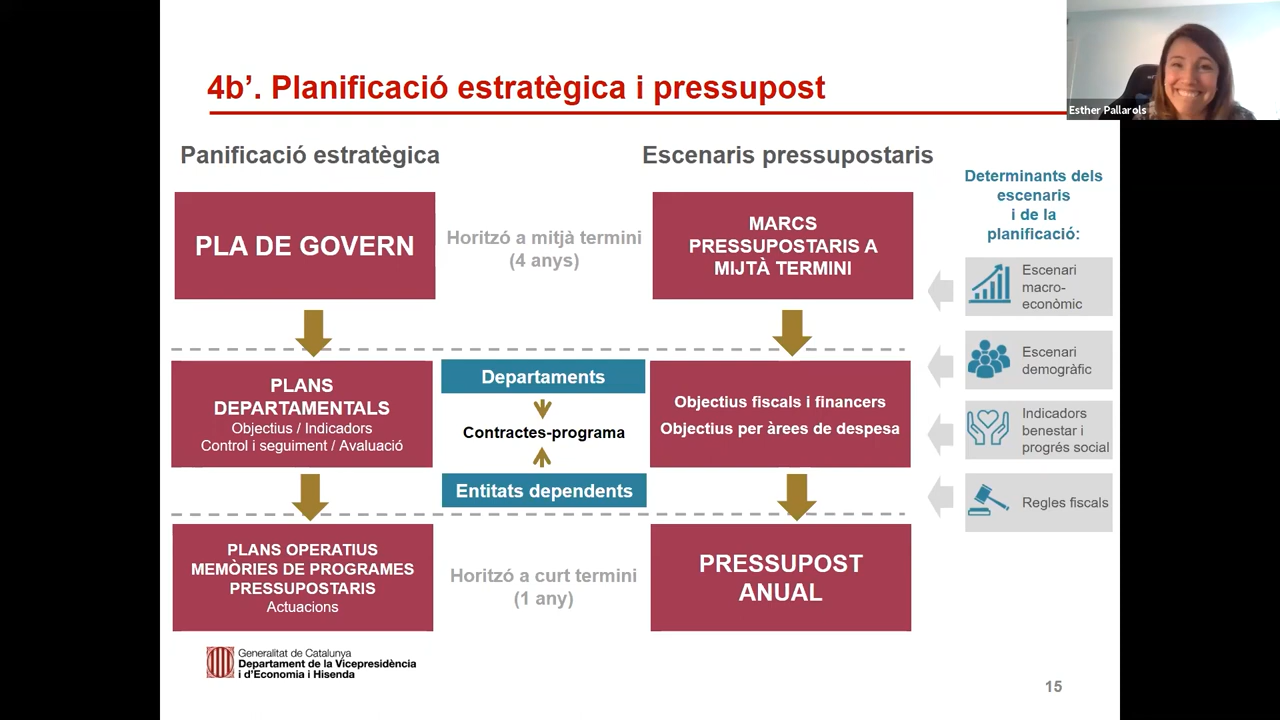 4b’. Planificació estratègica i pressupost
Esther Pallarols
Panificació estratègica
Escenaris pressupostaris
PLA DE GOVERN
Horitzó a mitjà termini
(4 anys)
MARCS
PRESSUPOSTARIS A
MIJTÀ TERMINI
Determinants dels
escenaris
i de la
planificació:
Escenari
macro-
econòmic
Escenari
demogràfic
Indicadors
benestar i
progrés social
Regles fiscals
PLANS
DEPARTAMENTALS
Objectius / Indicadors
Control i seguiment / Avaluació
Departaments
Contractes-programa
Entitats dependents
Objectius fiscals i financers
Objectius per àrees de despesa
PLANS OPERATIUS
MEMÒRIES DE PROGRAMES
PRESSUPOSTARIS
Actuacions
Horitzó a curt termini
(1 any)
PRESSUPOST
ANUAL
Generalitat de Catalunya
Departament de la Vicepresidència
i d'Economia i Hisenda
15